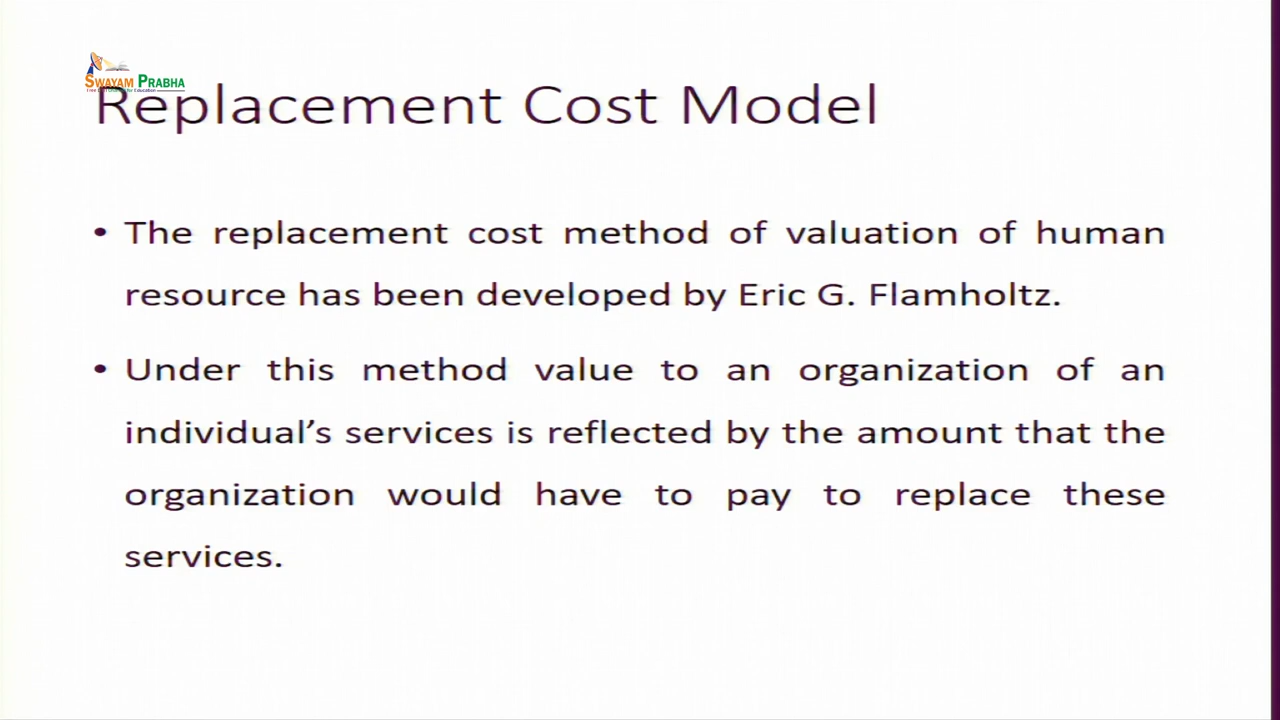 SWAYAM PRABHA
Replacement Cost Model
• The replacement cost method of valuation of human
resource has been developed by Eric G. Flamholtz.
• Under this method value to an organization of an
individual’s services is reflected by the amount that the
organization would have to pay to replace these
services.